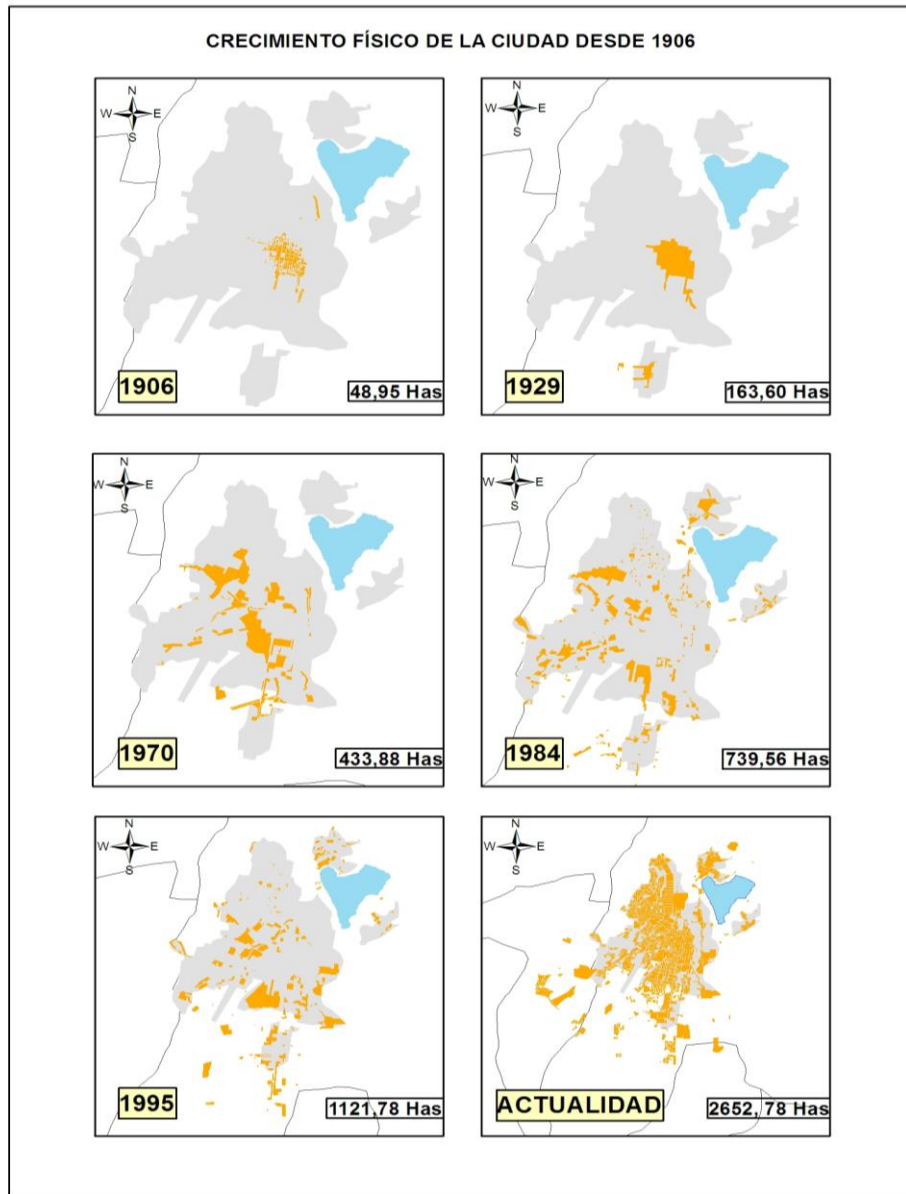 CRECIMIENTO FÍSICO DE LA CIUDAD DESDE 1906
N
W E
S
1906
48,95 Has
N
W E
S
1929
163,60 Has
N
W E
S
1970
433,88 Has
N
W E
S
1984
739,56 Has
N
W E
S
1995
1121,78 Has
N
W E
S
ACTUALIDAD
2652, 78 Has